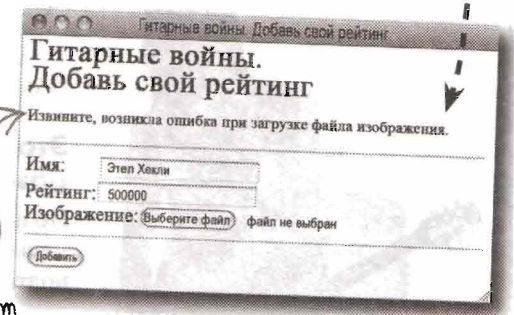 Гитарные войны. Добавь свой рейтинг
Гитарные войны.
Добавь свой рейтинг
Извините, возникла ошибка при загрузке файла изображения.
Имя: Этел Хекли
Рейтинг: 500000
Изображение: Выберите файл файл не выбран
Добавить
т